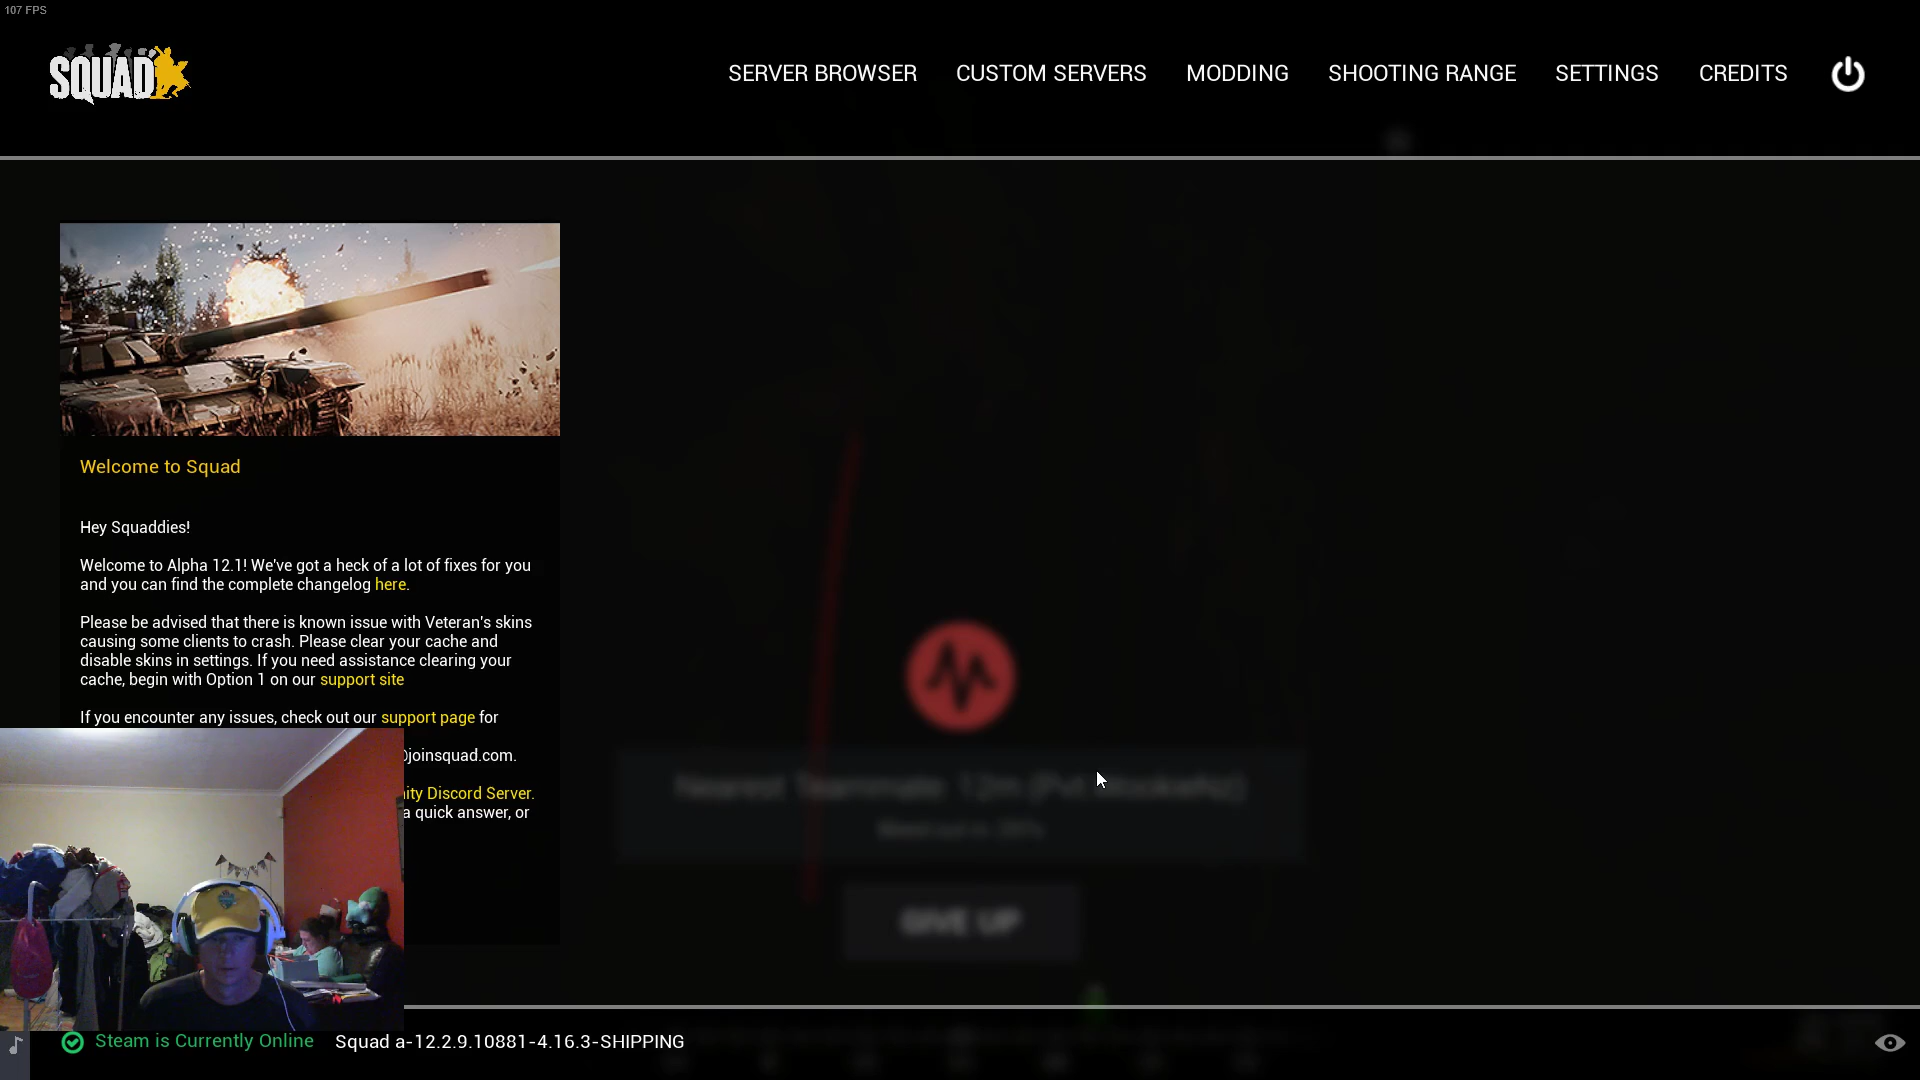 107 FPS
SQUAD
SERVER BROWSER CUSTOM SERVERS MODDING SHOOTING RANGE SETTINGS CREDITS
Welcome to Squad
Hey Squaddies!
Welcome to Alpha 12.1! We've got a heck of a lot of fixes for you
and you can find the complete changelog here.
Please be advised that there is known issue with Veteran's skins
causing some clients to crash. Please clear your cache and
disable skins in settings. If you need assistance clearing your
cache, begin with Option 1 on our support site
If you encounter any issues, check out our support page for
joinsquad.com.
Discord Server.
a quick answer, or
Nearest Teammate: 12m
GIVE UP
Steam is Currently Online Squad a-12.2.9.10881-4.16.3-SHIPPING